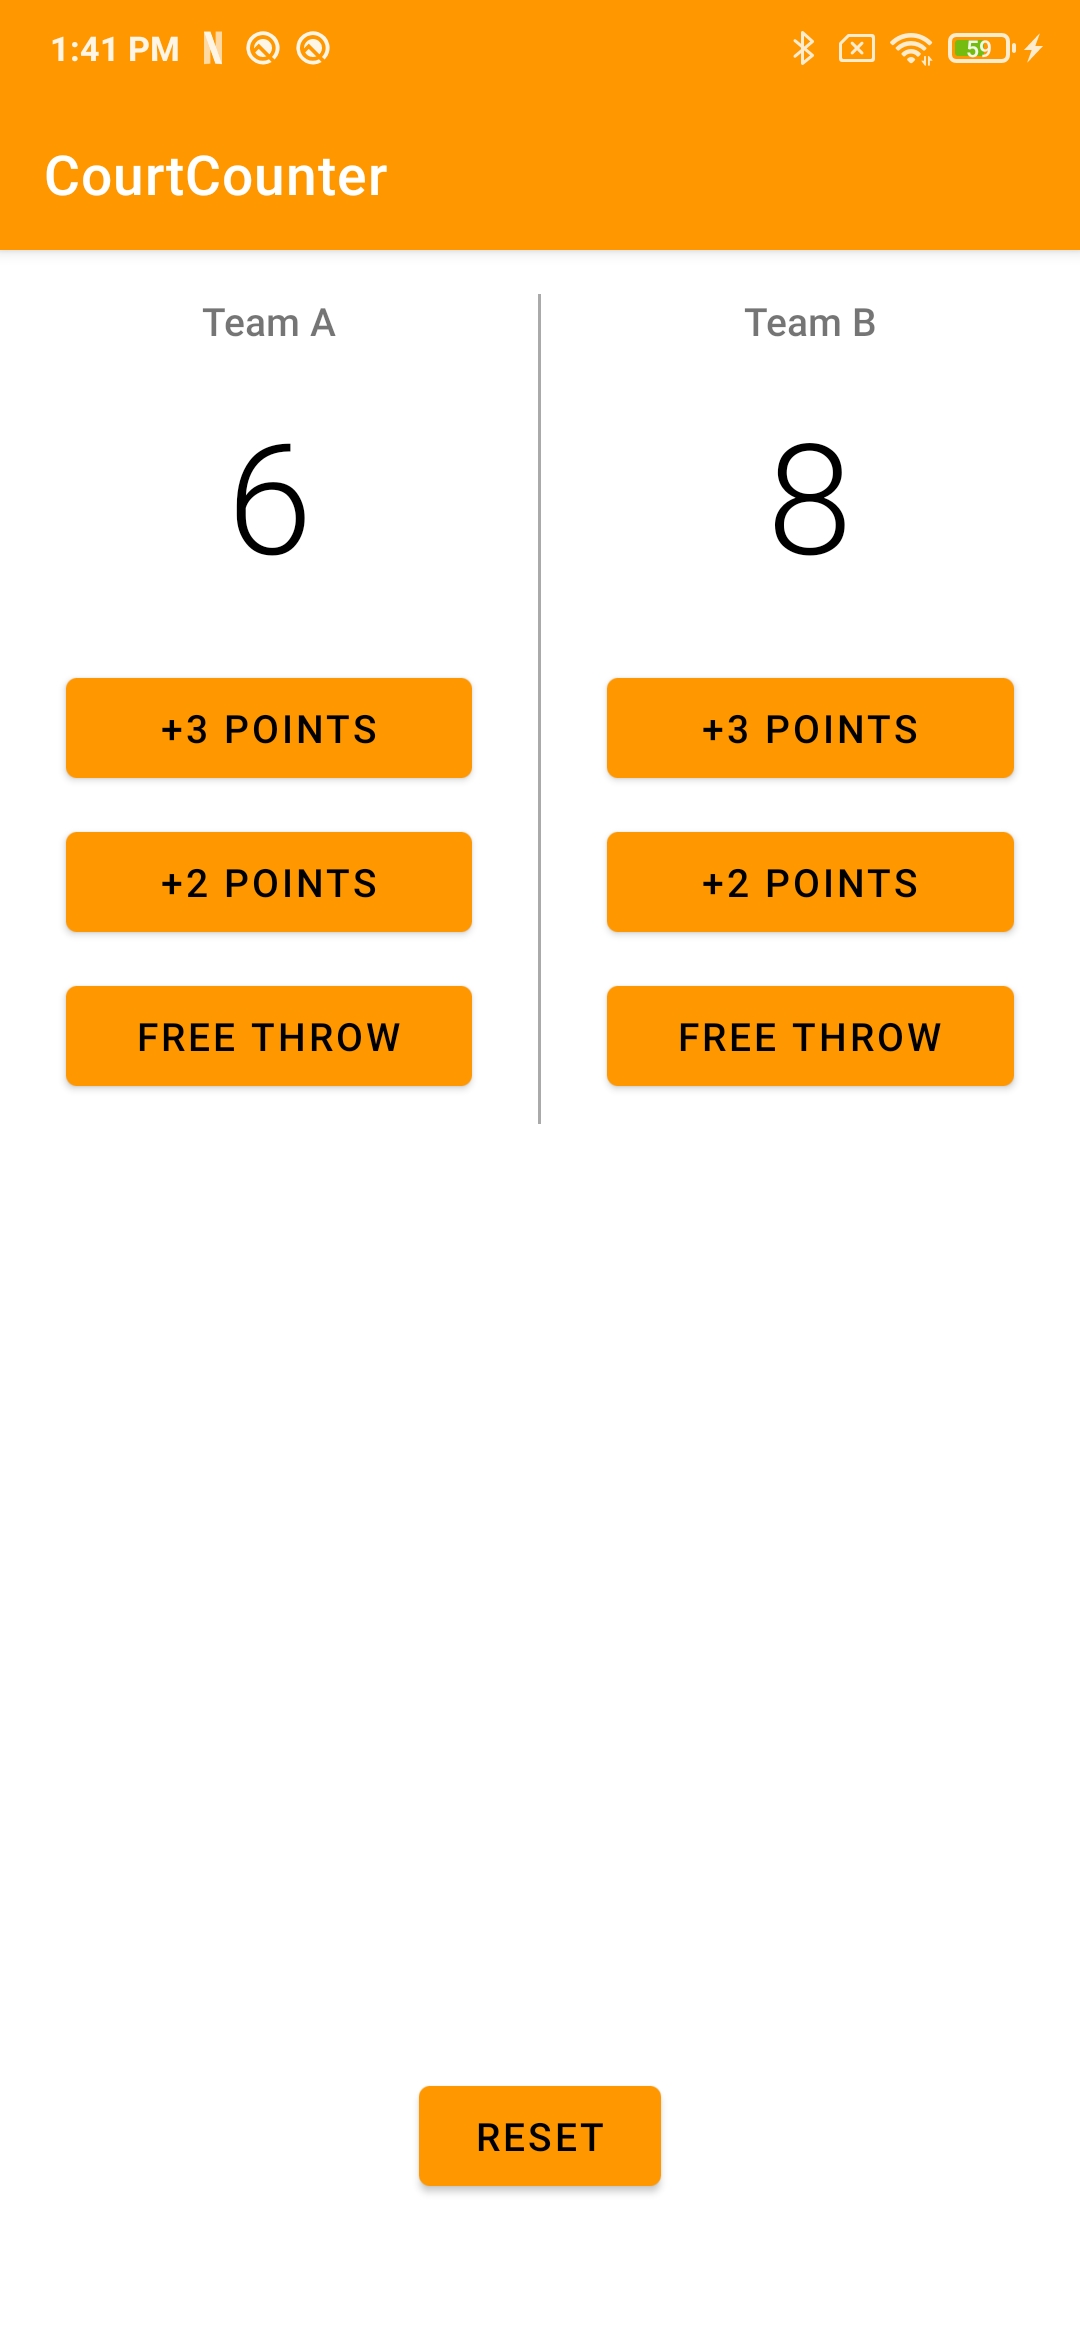 1:41 PM
59
CourtCounter
Team A
Team B
6
8
+3 POINTS
+3 POINTS
+2 POINTS
+2 POINTS
FREE THROW
FREE THROW
RESET